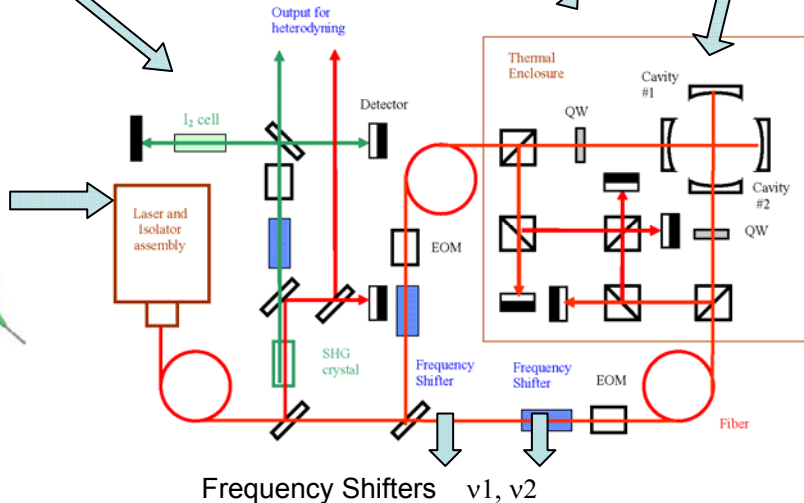 Output for
heterodyning
Thermal
Enclosure
Cavity
#1
Detector
QW
I₂ cell
Cavity
#2
Laser and
Isolator
assembly
EOM
QW
SHG
crystal
Frequency
Shifter
Frequency
Shifter
EOM
Fiber
Frequency Shifters ν1, ν2